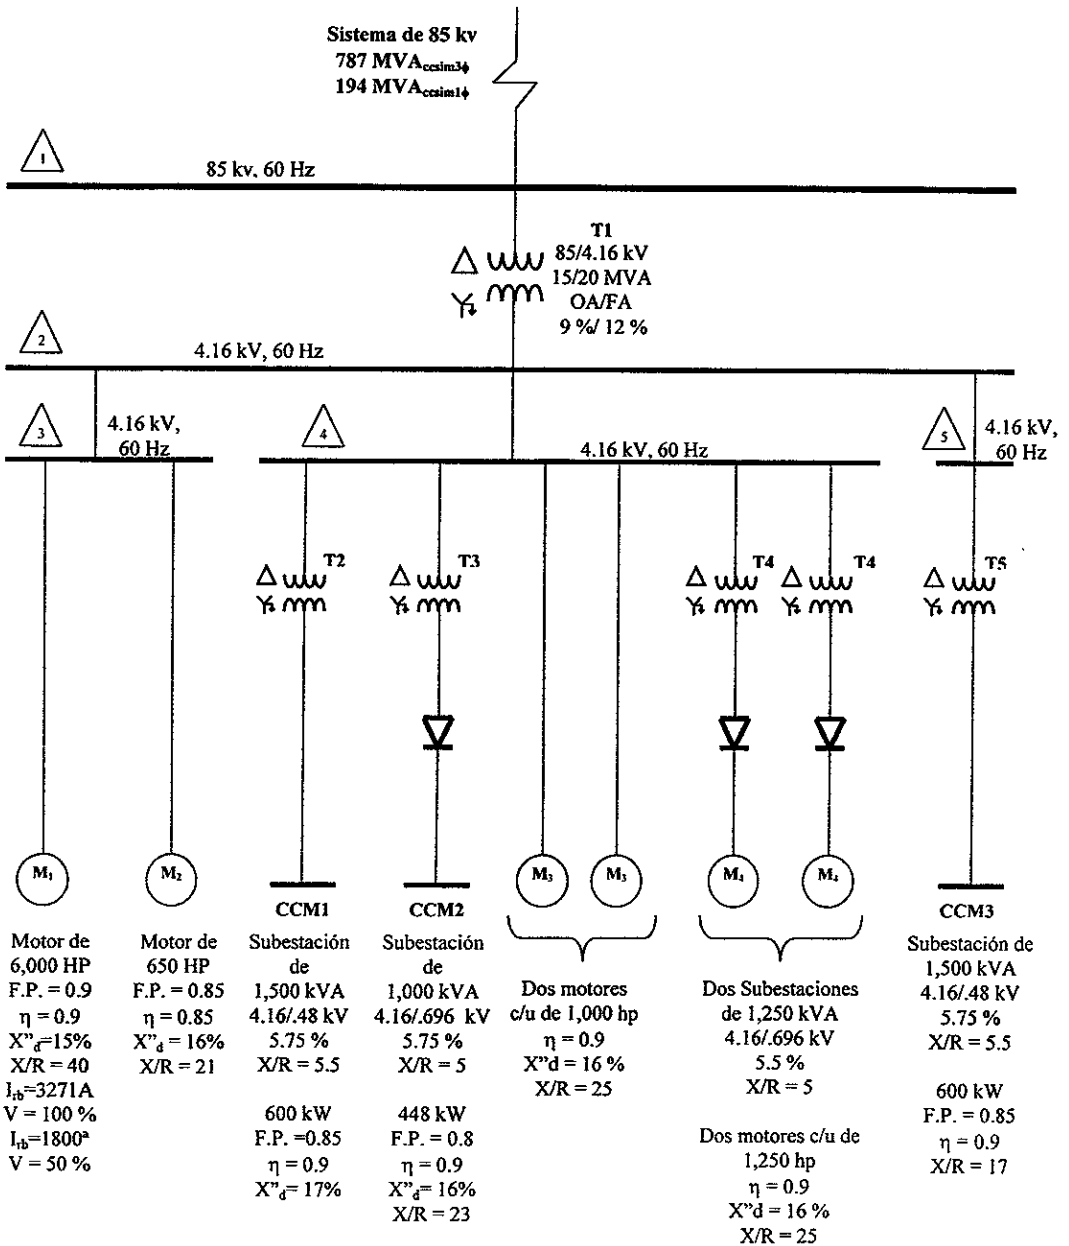 Sistema de 85 kv
787 MVAccsim3ϕ
194 MVAccsim1ϕ
1
85 kv, 60 Hz
T1
85/4.16 kV
15/20 MVA
OA/FA
9 %/ 12 %
2
4.16 kV, 60 Hz
3
4.16 kV,
60 Hz
4
4.16 kV, 60 Hz
5
4.16 kV,
60 Hz
T2
T3
T4
T4
T5
M1
M2
M3
M3
M4
M4
CCM1
CCM2
CCM3
Motor de
6,000 HP
F.P. = 0.9
η = 0.9
X"d=15%
X/R = 40
Irb=3271A
V = 100 %
Irb=1800ª
V = 50 %
Motor de
650 HP
F.P. = 0.85
η = 0.85
X"d = 16%
X/R = 21
Subestación
de
1,500 kVA
4.16/.48 kV
5.75 %
X/R = 5.5
600 kW
F.P. =0.85
η = 0.9
X"d= 17%
Subestación
de
1,000 kVA
4.16/.696 kV
5.75 %
X/R = 5
448 kW
F.P. = 0.8
η = 0.9
X"d= 16%
X/R = 23
Dos motores
c/u de 1,000 hp
η = 0.9
X"d = 16 %
X/R = 25
Dos Subestaciones
de 1,250 kVA
4.16/.696 kV
5.5 %
X/R = 5
Dos motores c/u de
1,250 hp
η = 0.9
X"d = 16 %
X/R = 25
Subestación de
1,500 kVA
4.16/.48 kV
5.75 %
X/R = 5.5
600 kW
F.P. = 0.85
η = 0.9
X/R = 17